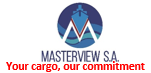 MASTERVIEW S.A.
Your cargo, our commitment